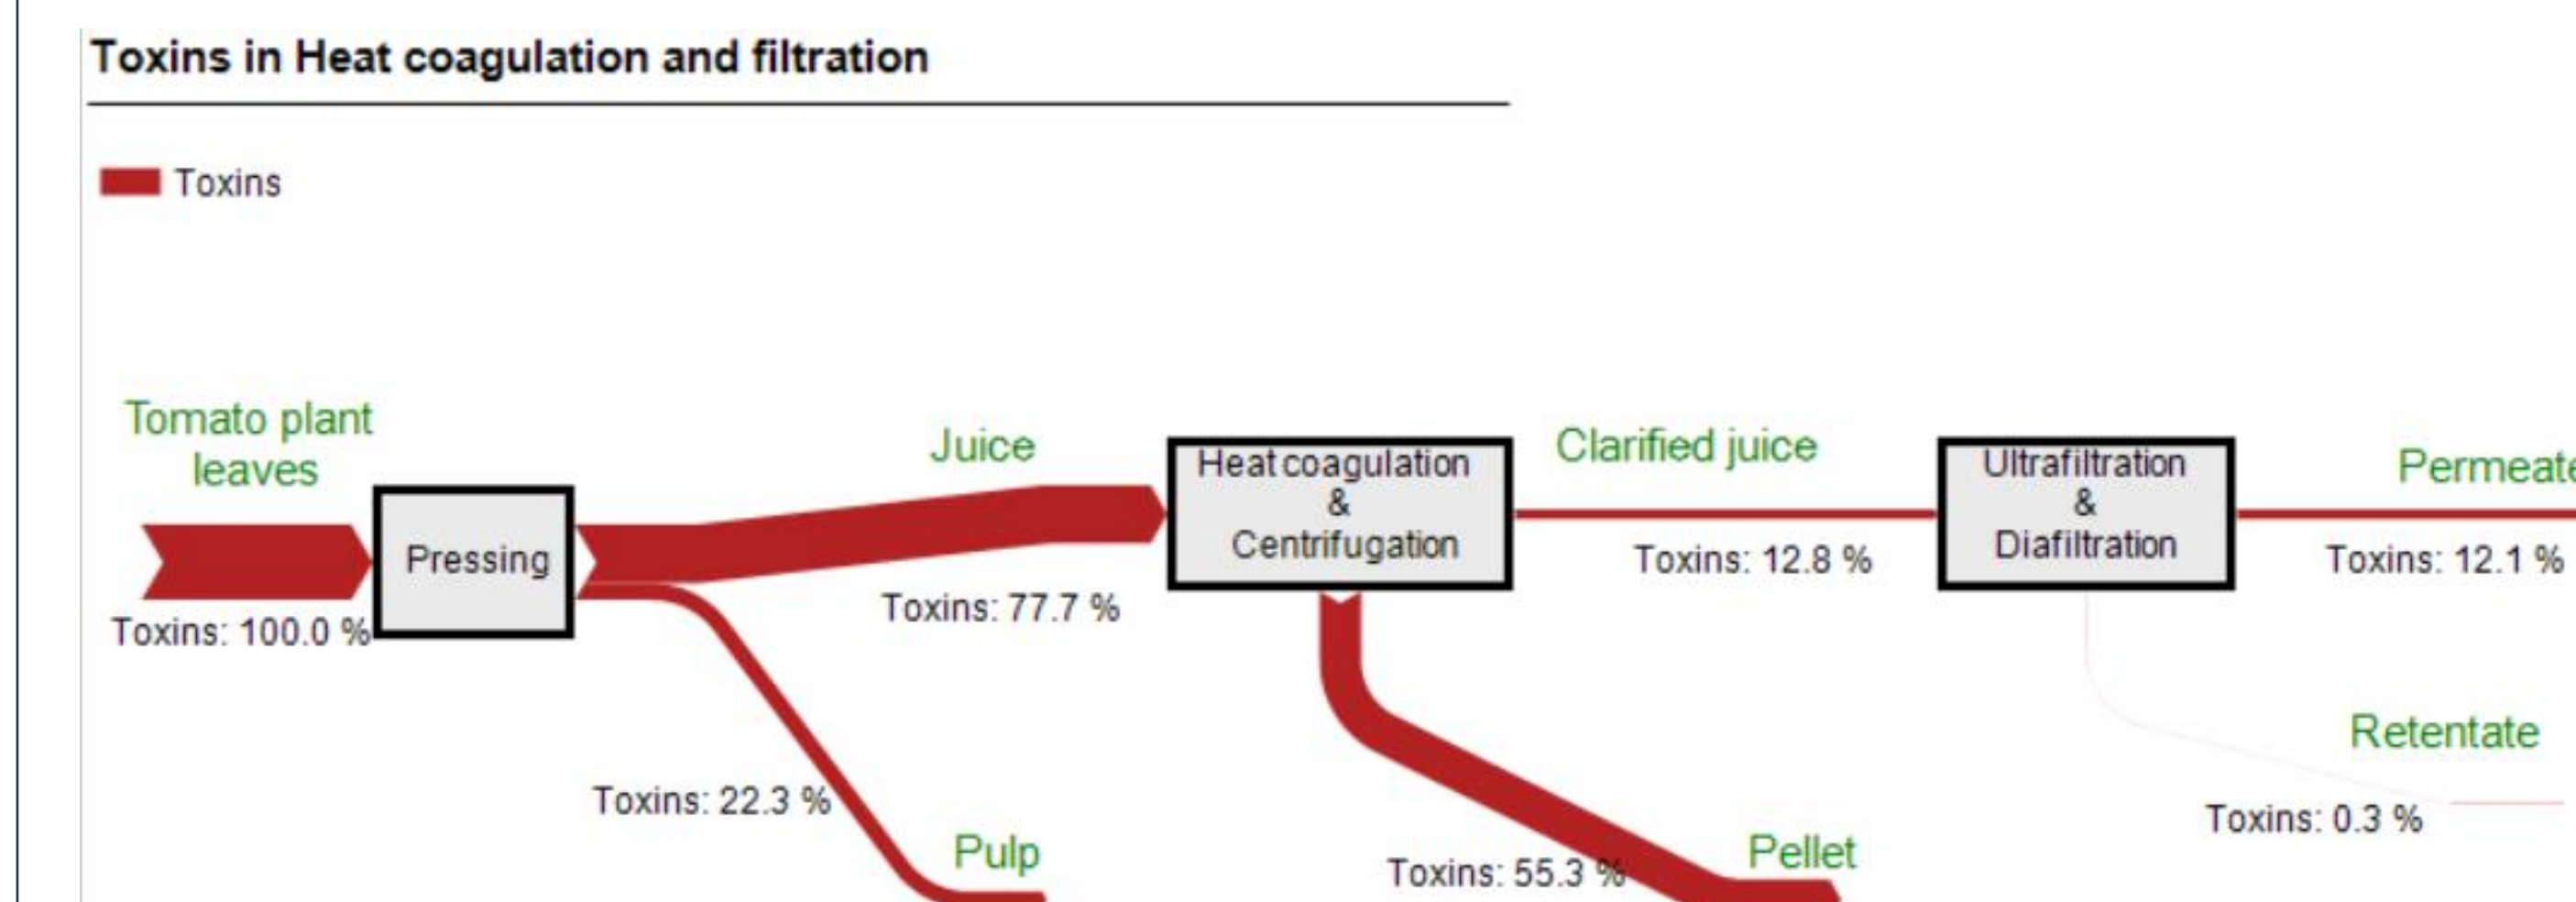 Toxins in Heat coagulation and filtration
Toxins
Tomato plant
leaves
Toxins: 100.0 %
Pressing
Juice
Toxins: 77.7 %
Toxins: 22.3 %
Pulp
Heat coagulation
&
Centrifugation
Clarified juice
Toxins: 12.8 %
Toxins: 55.3 %
Pellet
Ultrafiltration
&
Diafiltration
Permeate
Toxins: 12.1 %
Retentate
Toxins: 0.3 %